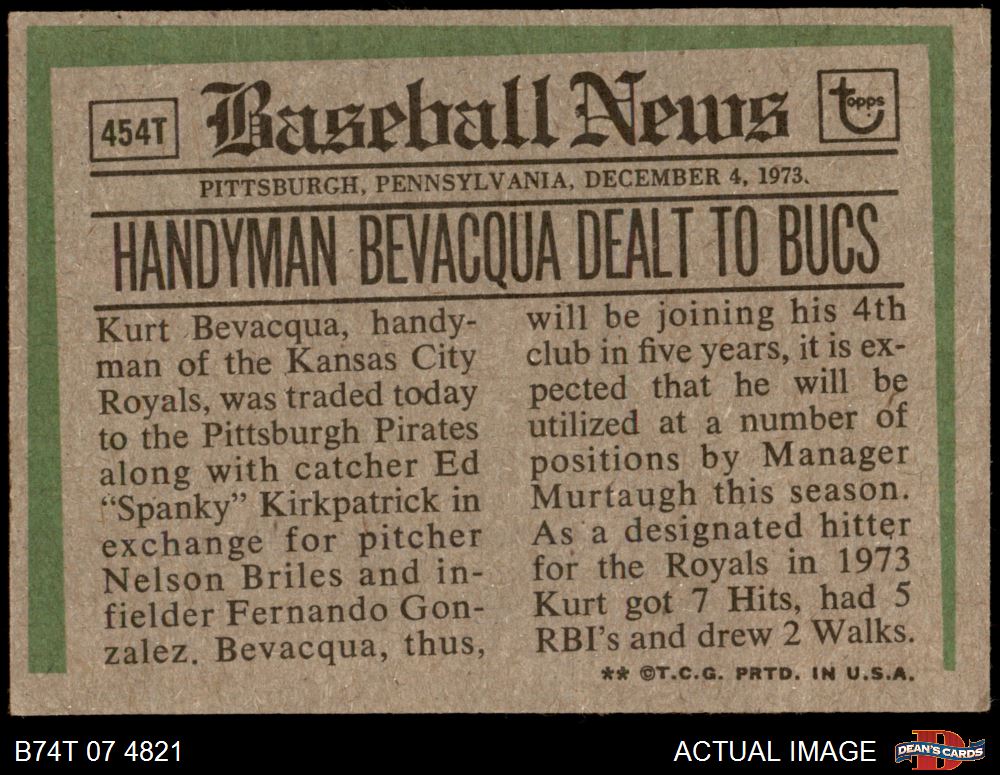 454T
Baseball News
topps
PITTSBURGH, PENNSYLVANIA, DECEMBER 4, 1973.
HANDYMAN BEVACQUA DEALT TO BUCS
Kurt Bevacqua, handy-
man of the Kansas City
Royals, was traded today
to the Pittsburgh Pirates
along with catcher Ed
“Spanky” Kirkpatrick in
exchange for pitcher
Nelson Briles and in-
fielder Fernando Gon-
zalez. Bevacqua, thus,
will be joining his 4th
club in five years, it is ex-
pected that he will be
utilized at a number of
positions by Manager
Murtaugh this season.
As a designated hitter
for the Royals in 1973
Kurt got 7 Hits, had 5
RBI's and drew 2 Walks.
** ©T.C.G. PRTD. IN U.S.A.
B74T 07 4821
ACTUAL IMAGE
DEAN'S CARDS